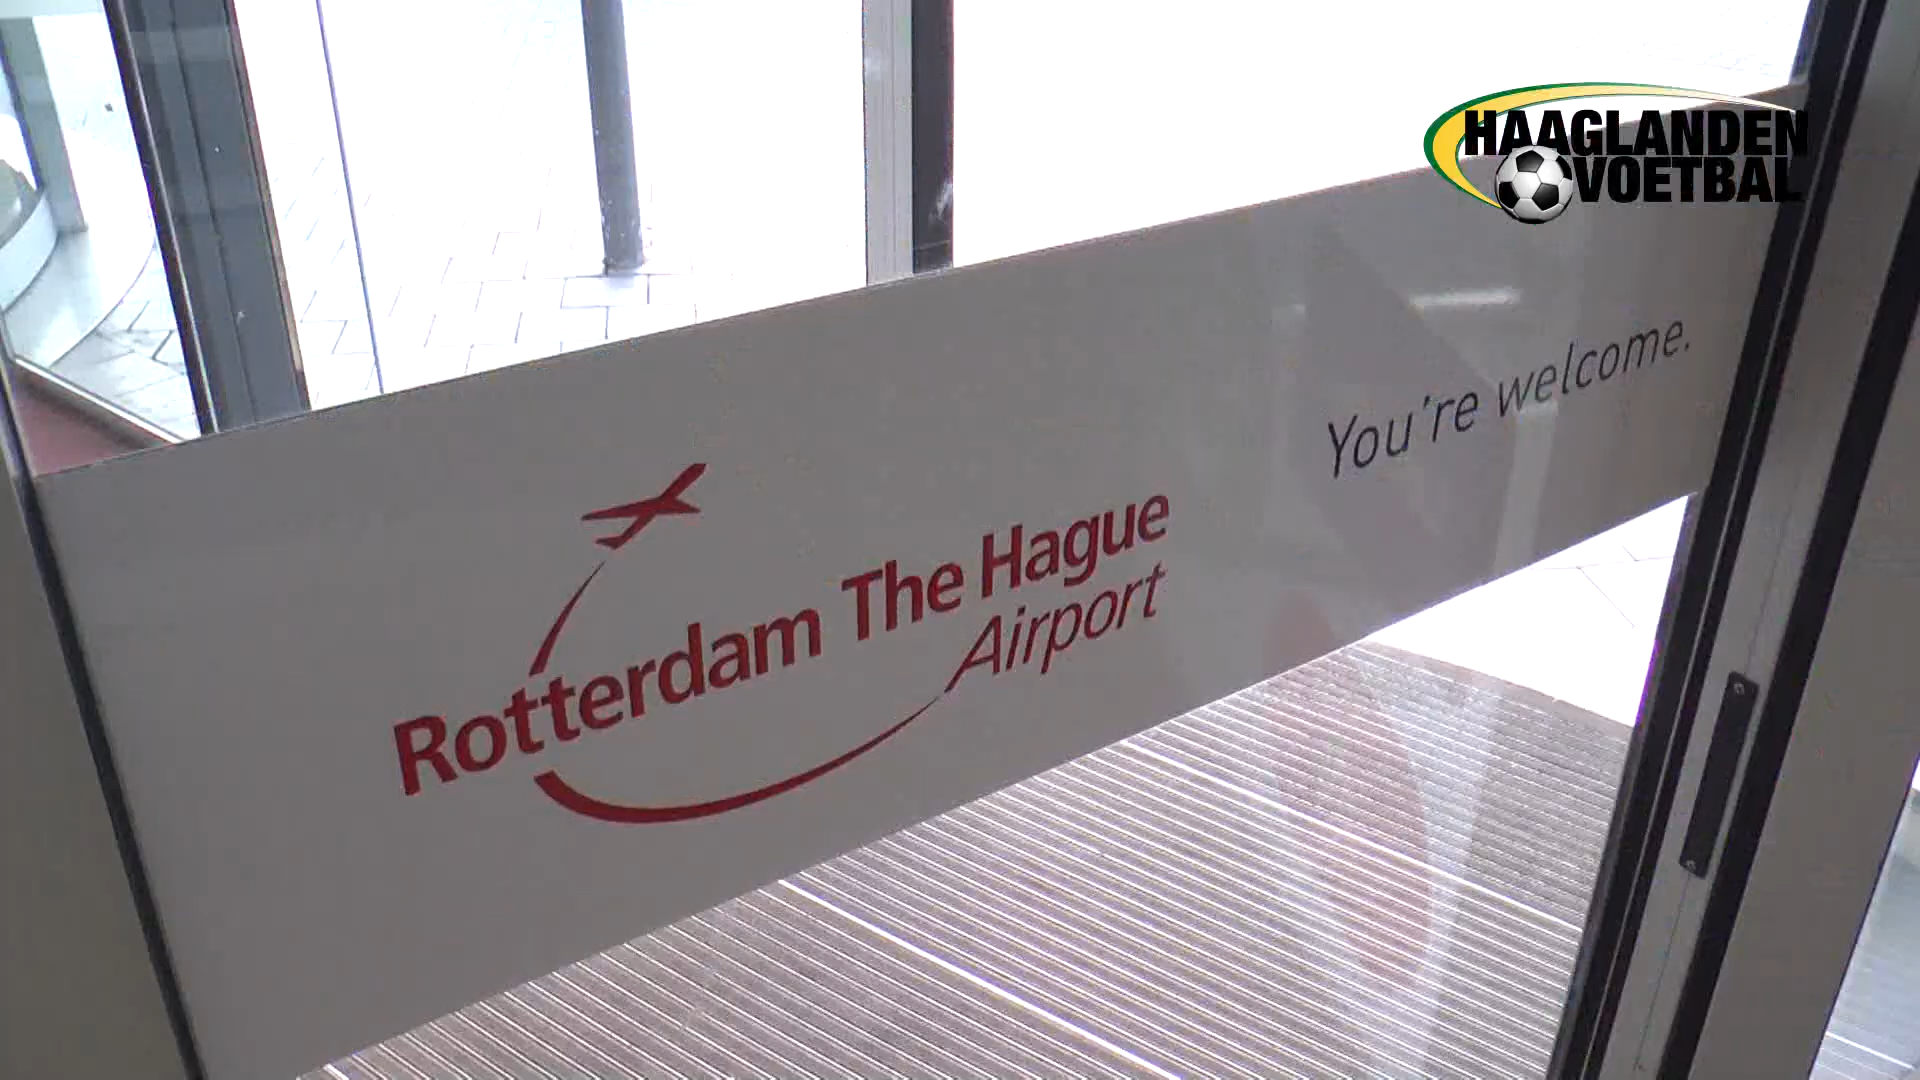 HAAGLANDEN
VOETBAL
You're welcome.
Rotterdam The Hague
Airport